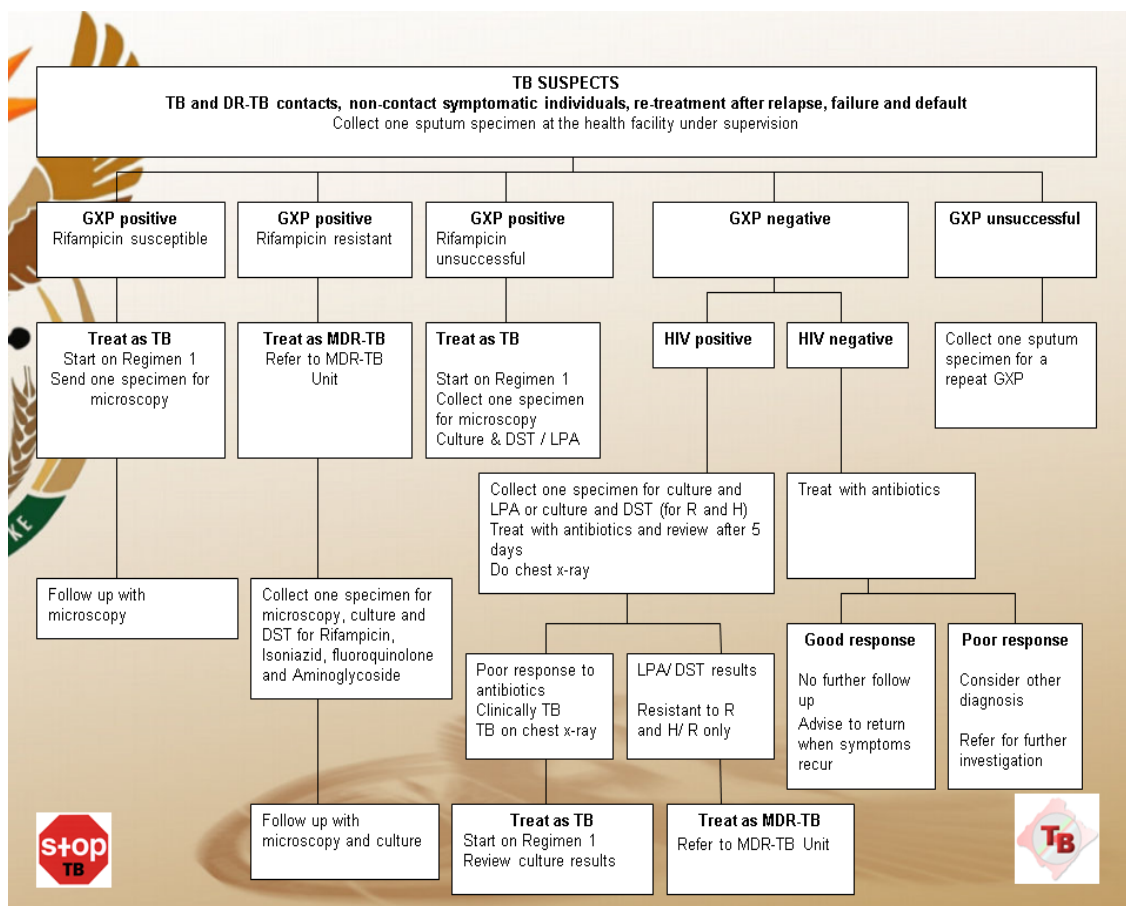 TB SUSPECTS
TB and DR-TB contacts, non-contact symptomatic individuals, re-treatment after relapse, failure and default
Collect one sputum specimen at the health facility under supervision
GXP positive
Rifampicin susceptible
GXP positive
Rifampicin resistant
GXP positive
Rifampicin
unsuccessful
GXP negative
GXP unsuccessful
Treat as TB
Start on Regimen 1
Send one specimen for
microscopy
Treat as MDR-TB
Refer to MDR-TB
Unit
Treat as TB
Start on Regimen 1
Collect one specimen
for microscopy
Culture & DST / LPA
HIV positive
HIV negative
Collect one sputum
specimen for a
repeat GXP
Collect one specimen for culture and
LPA or culture and DST (for R and H)
Treat with antibiotics and review after 5
days
Do chest x-ray
Treat with antibiotics
KE
Follow up with
microscopy
Collect one specimen for
microscopy, culture and
DST for Rifampicin,
Isoniazid, fluoroquinolone
and Aminoglycoside
Poor response to
antibiotics
Clinically TB
TB on chest x-ray
LPA/ DST results
Resistant to R
and H/ R only
Good response
No further follow
up
Advise to return
when symptoms
recur
Poor response
Consider other
diagnosis
Refer for further
investigation
Follow up with
microscopy and culture
Treat as TB
Start on Regimen 1
Review culture results
Treat as MDR-TB
Refer to MDR-TB Unit
stop
TB
TB